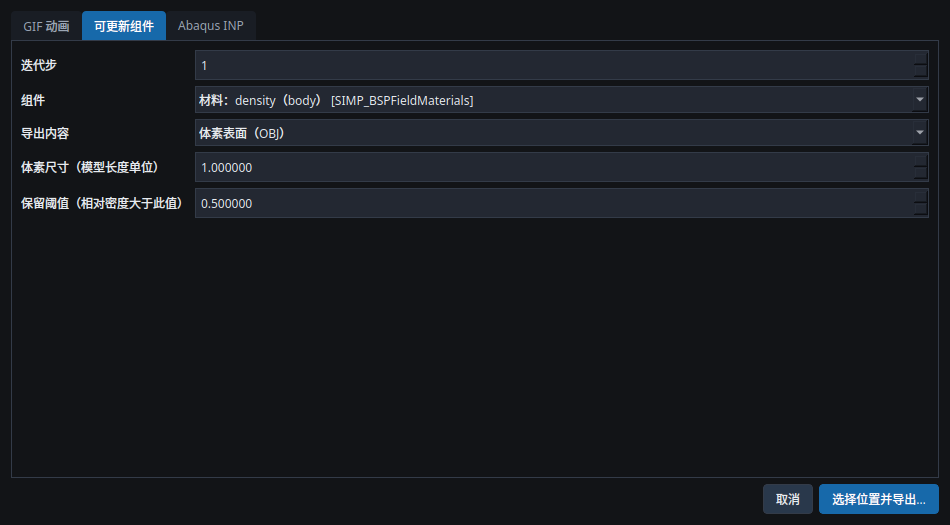 GIF 动画 可更新组件 Abaqus INP
迭代步 1
组件 材料：density（body） [SIMP_BSPFieldMaterials]
导出内容 体素表面（OBJ）
体素尺寸（模型长度单位） 1.000000
保留阈值（相对密度大于此值） 0.500000
取消 选择位置并导出...